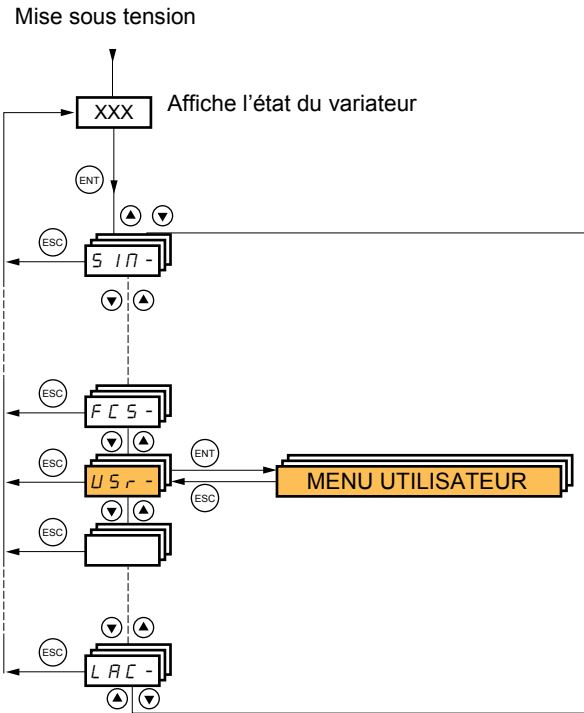 Mise sous tension
XXX
Affiche l'état du variateur
ENT
ESC
SIM-
ESC
FCS-
ESC
USr-
ENT
MENU UTILISATEUR
ESC
ESC
ESC
LAC-